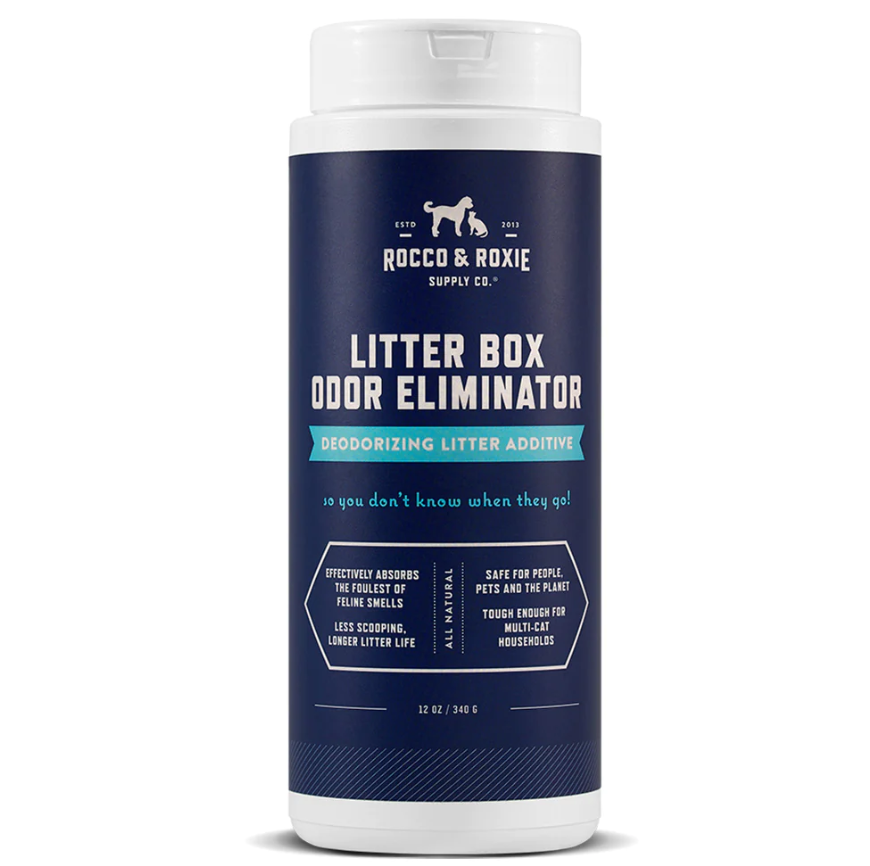 ESTD 2013
ROCCO & ROXIE
SUPPLY CO.®
LITTER BOX
ODOR ELIMINATOR
DEODORIZING LITTER ADDITIVE
so you don't know when they go!
EFFECTIVELY ABSORBS
THE FOULEST OF
FELINE SMELLS
LESS SCOOPING,
LONGER LITTER LIFE
ALL NATURAL
SAFE FOR PEOPLE,
PETS AND THE PLANET
TOUGH ENOUGH FOR
MULTI-CAT
HOUSEHOLDS
12 OZ / 340 G